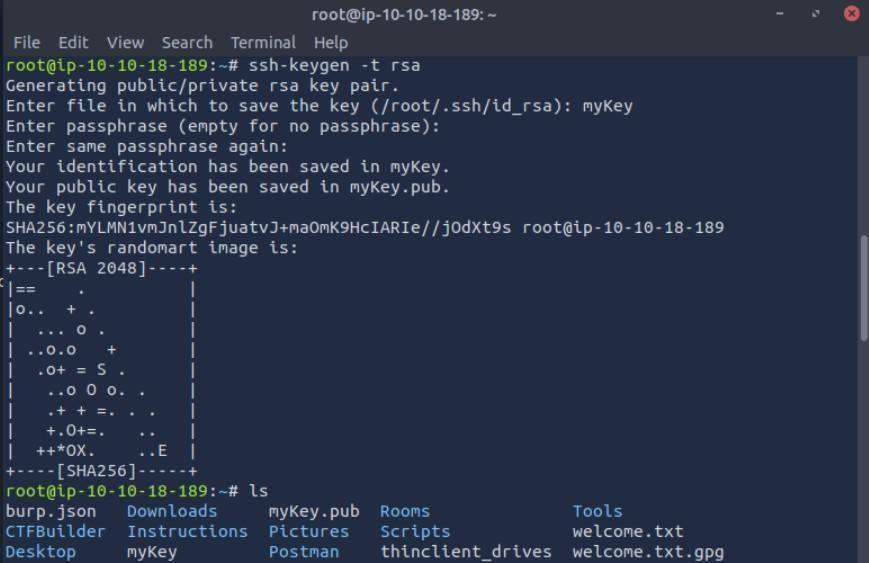 root@ip-10-10-18-189: ~
File Edit View Search Terminal Help
root@ip-10-10-18-189:~# ssh-keygen -t rsa
Generating public/private rsa key pair.
Enter file in which to save the key (/root/.ssh/id_rsa): myKey
Enter passphrase (empty for no passphrase):
Enter same passphrase again:
Your identification has been saved in myKey.
Your public key has been saved in myKey.pub.
The key fingerprint is:
SHA256:mYLMN1vmJnlZgFjuatvJ+maOmK9HcIARIe//jOdXt9s root@ip-10-10-18-189
The key's randomart image is:
+---[RSA 2048]----+
|==    .          |
|o..  + .         |
|  ... o .        |
| ..o.o   +       |
|  .o+ = S .      |
|   ..o O o. .    |
|   .+ + =. . .   |
|   +.O+=.   ..   |
|  ++*OX.    ..E  |
+----[SHA256]-----+
root@ip-10-10-18-189:~# ls
burp.json   Downloads     myKey.pub  Rooms              Tools
CTFBuilder  Instructions  Pictures   Scripts            welcome.txt
Desktop     myKey         Postman    thinclient_drives  welcome.txt.gpg